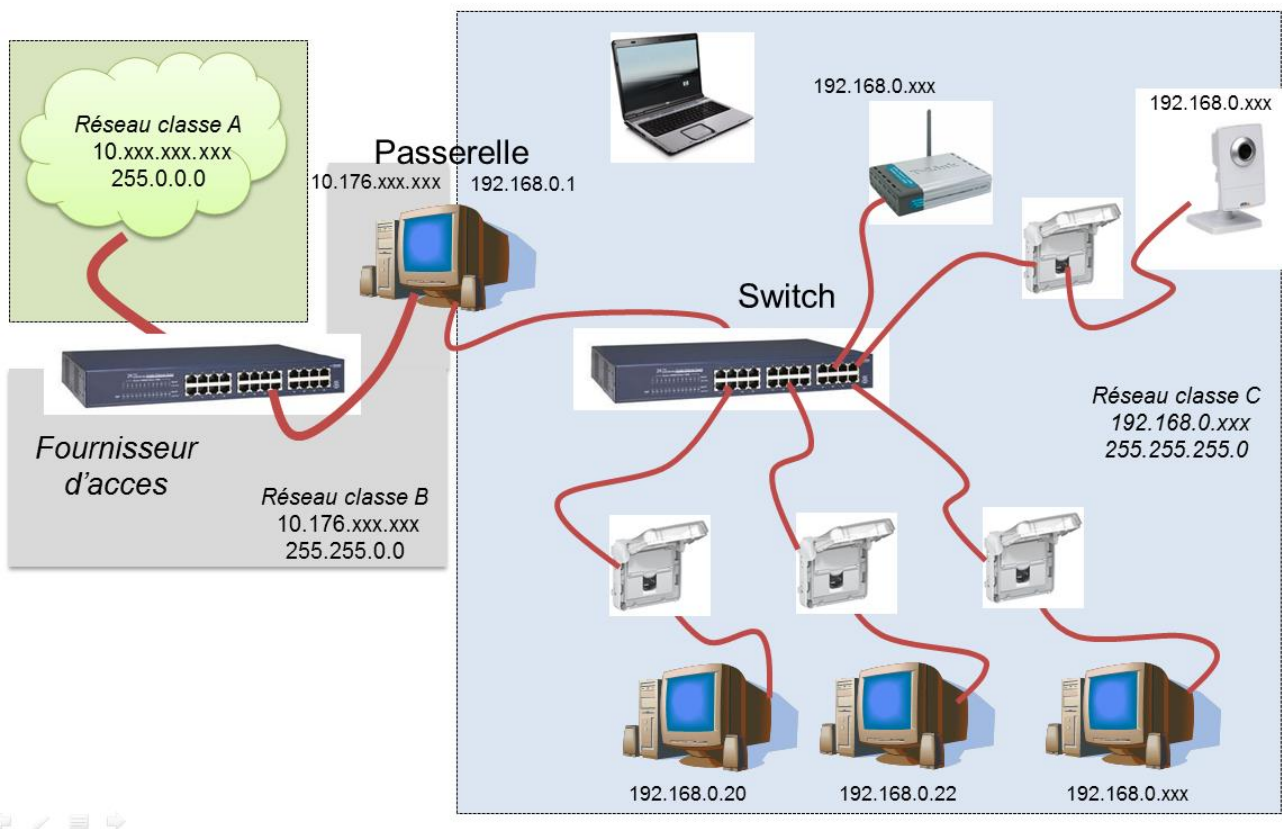 Réseau classe A
10.xxx.xxx.xxx
255.0.0.0
Passerelle
10.176.xxx.xxx
192.168.0.1
192.168.0.xxx
192.168.0.xxx
Switch
Fournisseur
d'acces
Réseau classe B
10.176.xxx.xxx
255.255.0.0
Réseau classe C
192.168.0.xxx
255.255.255.0
192.168.0.20
192.168.0.22
192.168.0.xxx